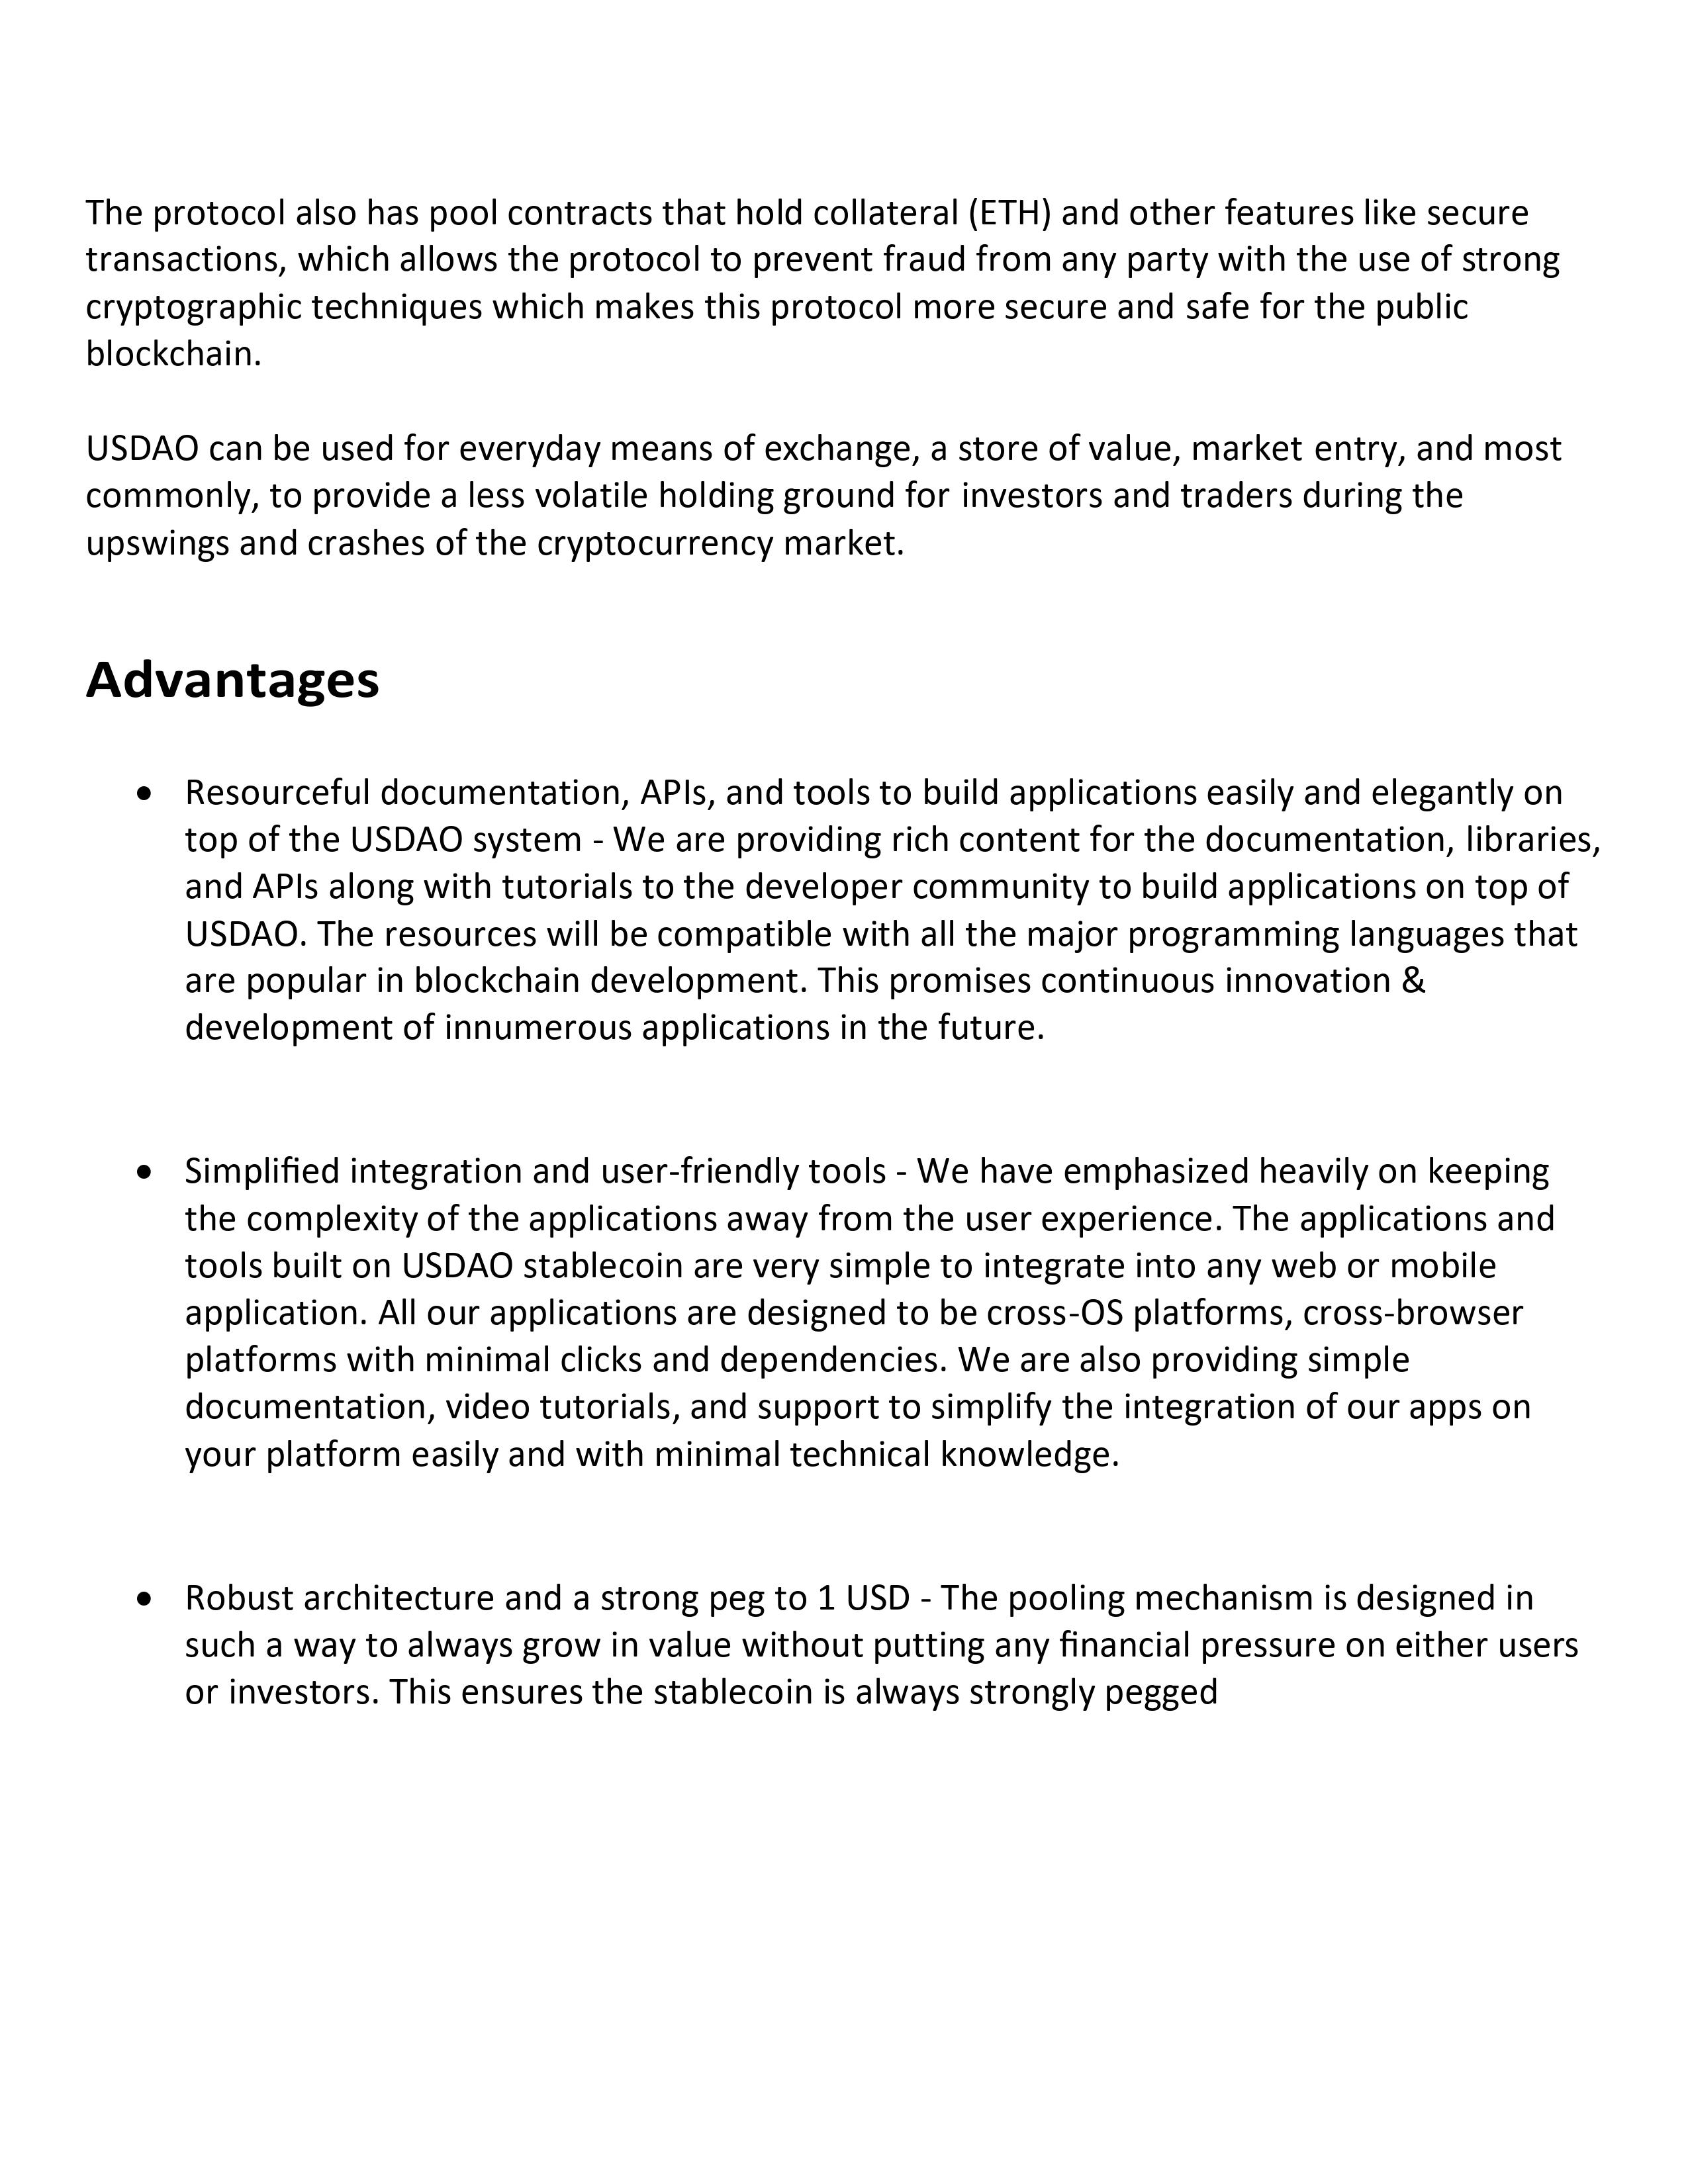 The protocol also has pool contracts that hold collateral (ETH) and other features like secure
transactions, which allows the protocol to prevent fraud from any party with the use of strong
cryptographic techniques which makes this protocol more secure and safe for the public
blockchain.
USDAO can be used for everyday means of exchange, a store of value, market entry, and most
commonly, to provide a less volatile holding ground for investors and traders during the
upswings and crashes of the cryptocurrency market.
Advantages
• Resourceful documentation, APIs, and tools to build applications easily and elegantly on
top of the USDAO system - We are providing rich content for the documentation, libraries,
and APIs along with tutorials to the developer community to build applications on top of
USDAO. The resources will be compatible with all the major programming languages that
are popular in blockchain development. This promises continuous innovation &
development of innumerous applications in the future.
• Simplified integration and user-friendly tools - We have emphasized heavily on keeping
the complexity of the applications away from the user experience. The applications and
tools built on USDAO stablecoin are very simple to integrate into any web or mobile
application. All our applications are designed to be cross-OS platforms, cross-browser
platforms with minimal clicks and dependencies. We are also providing simple
documentation, video tutorials, and support to simplify the integration of our apps on
your platform easily and with minimal technical knowledge.
• Robust architecture and a strong peg to 1 USD - The pooling mechanism is designed in
such a way to always grow in value without putting any financial pressure on either users
or investors. This ensures the stablecoin is always strongly pegged